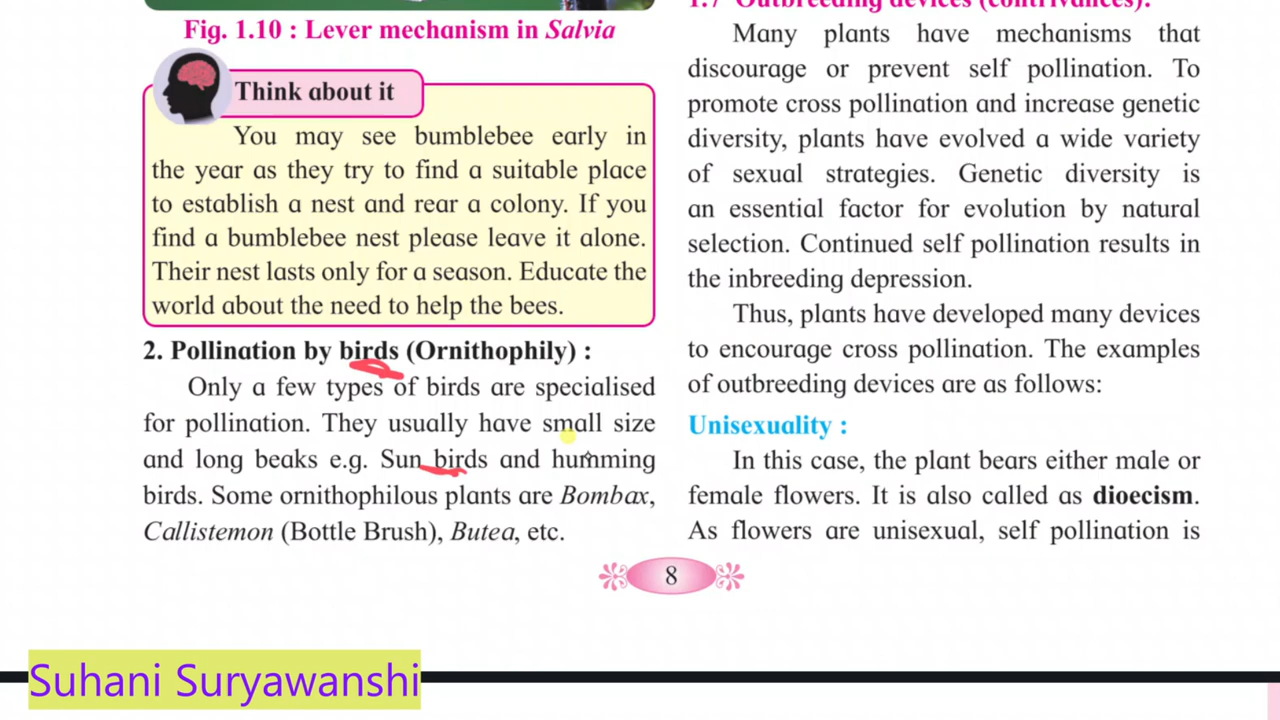 Fig. 1.10 : Lever mechanism in Salvia
Think about it
You may see bumblebee early in
the year as they try to find a suitable place
to establish a nest and rear a colony. If you
find a bumblebee nest please leave it alone.
Their nest lasts only for a season. Educate the
world about the need to help the bees.
2. Pollination by birds (Ornithophily) :
Only a few types of birds are specialised
for pollination. They usually have small size
and long beaks e.g. Sun birds and humming
birds. Some ornithophilous plants are Bombax,
Callistemon (Bottle Brush), Butea, etc.
1.7 Outbreeding devices (contrivances):
Many plants have mechanisms that
discourage or prevent self pollination. To
promote cross pollination and increase genetic
diversity, plants have evolved a wide variety
of sexual strategies. Genetic diversity is
an essential factor for evolution by natural
selection. Continued self pollination results in
the inbreeding depression.
Thus, plants have developed many devices
to encourage cross pollination. The examples
of outbreeding devices are as follows:
Unisexuality :
In this case, the plant bears either male or
female flowers. It is also called as dioecism.
As flowers are unisexual, self pollination is
8
Suhani Suryawanshi